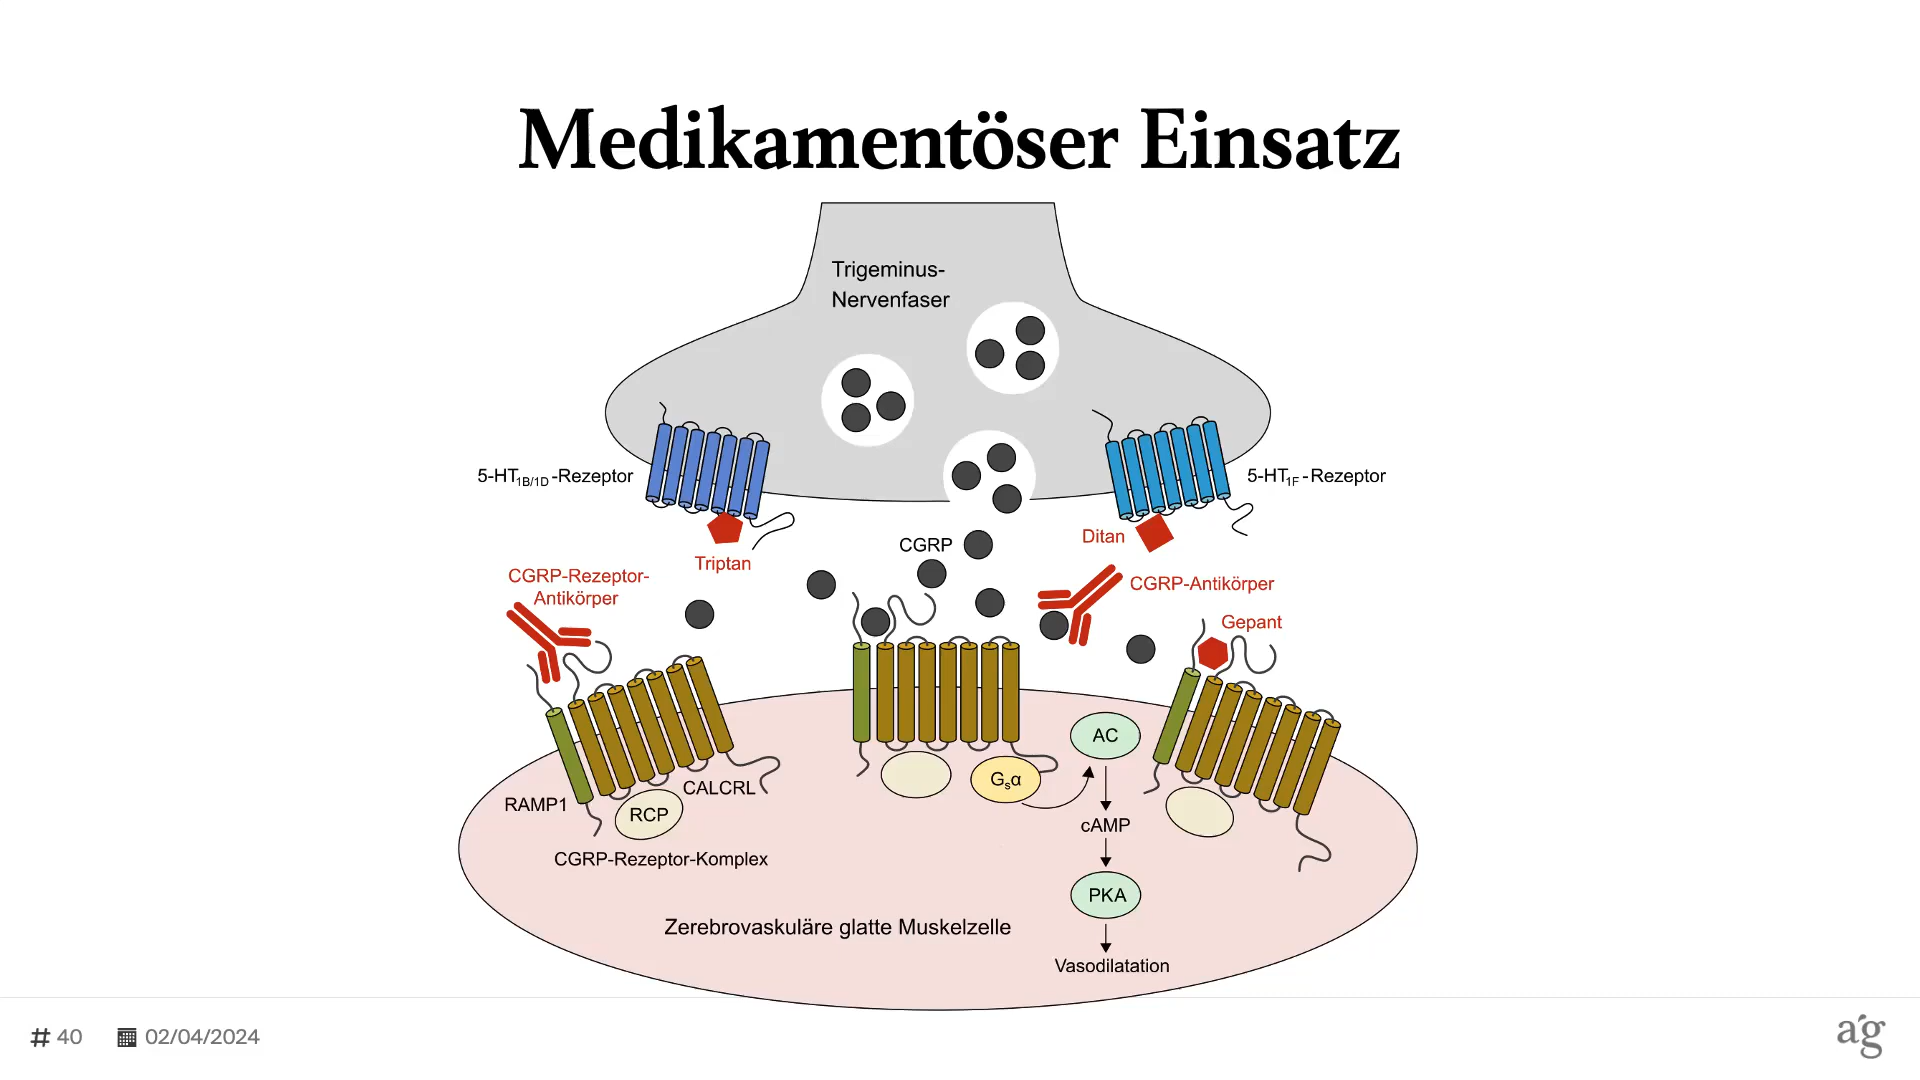 Medikamentöser Einsatz
Trigeminus-
Nervenfaser
5-HT1B/1D-Rezeptor
5-HT1F-Rezeptor
Triptan
CGRP
Ditan
CGRP-Rezeptor-
Antikörper
CGRP-Antikörper
Gepant
AC
Gsα
CALCRL
RAMP1
RCP
cAMP
CGRP-Rezeptor-Komplex
PKA
Zerebrovaskuläre glatte Muskelzelle
Vasodilatation
# 40
02/04/2024
ag